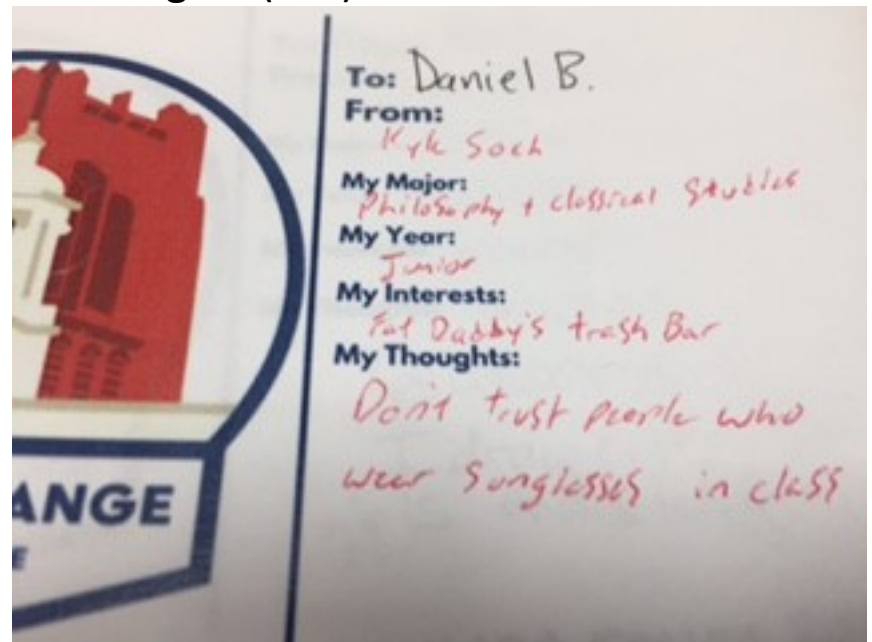 To: Daniel B.
From:
Kyle Soch
My Major:
Philosophy + classical studies
My Year:
Junior
My Interests:
Fat Daddy's trash Bar
My Thoughts:
Don't trust people who
wear sunglasses in class
ANGE
E